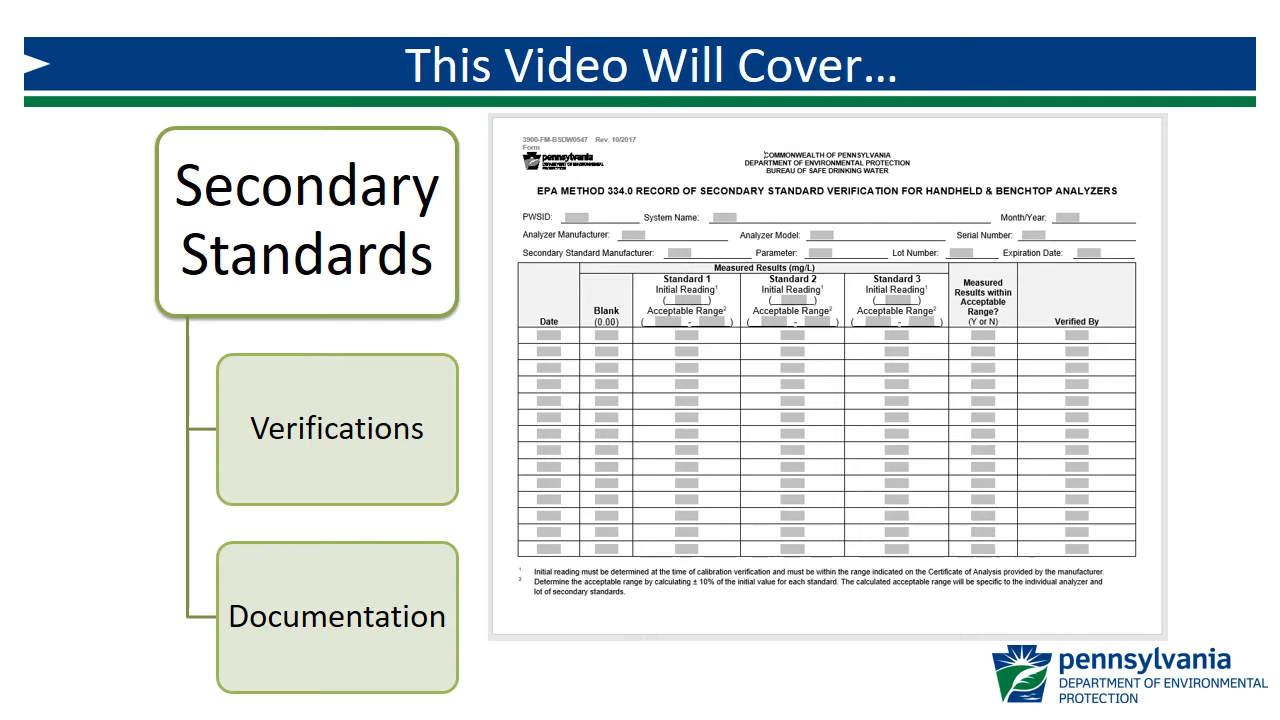 This Video Will Cover...
Secondary
Standards
Verifications
Documentation
3900-FM-BSDW0547 Rev. 10/2017
Form
pennsylvania
DEPARTMENT OF ENVIRONMENTAL
PROTECTION
COMMONWEALTH OF PENNSYLVANIA
DEPARTMENT OF ENVIRONMENTAL PROTECTION
BUREAU OF SAFE DRINKING WATER
EPA METHOD 334.0 RECORD OF SECONDARY STANDARD VERIFICATION FOR HANDHELD & BENCHTOP ANALYZERS
PWSID: System Name: Month/Year:
Analyzer Manufacturer: Analyzer Model: Serial Number:
Secondary Standard Manufacturer: Parameter: Lot Number: Expiration Date:
Measured Results (mg/L)
Date
Blank
(0.00)
Standard 1
Initial Reading¹
( )
Acceptable Range²
( - )
Standard 2
Initial Reading¹
( )
Acceptable Range²
( - )
Standard 3
Initial Reading¹
( )
Acceptable Range²
( - )
Measured
Results within
Acceptable
Range?
(Y or N)
Verified By
1. Initial reading must be determined at the time of calibration verification and must be within the range indicated on the Certificate of Analysis provided by the manufacturer.
2. Determine the acceptable range by calculating ± 10% of the initial value for each standard. The calculated acceptable range will be specific to the individual analyzer and
lot of secondary standards.
pennsylvania
DEPARTMENT OF ENVIRONMENTAL
PROTECTION